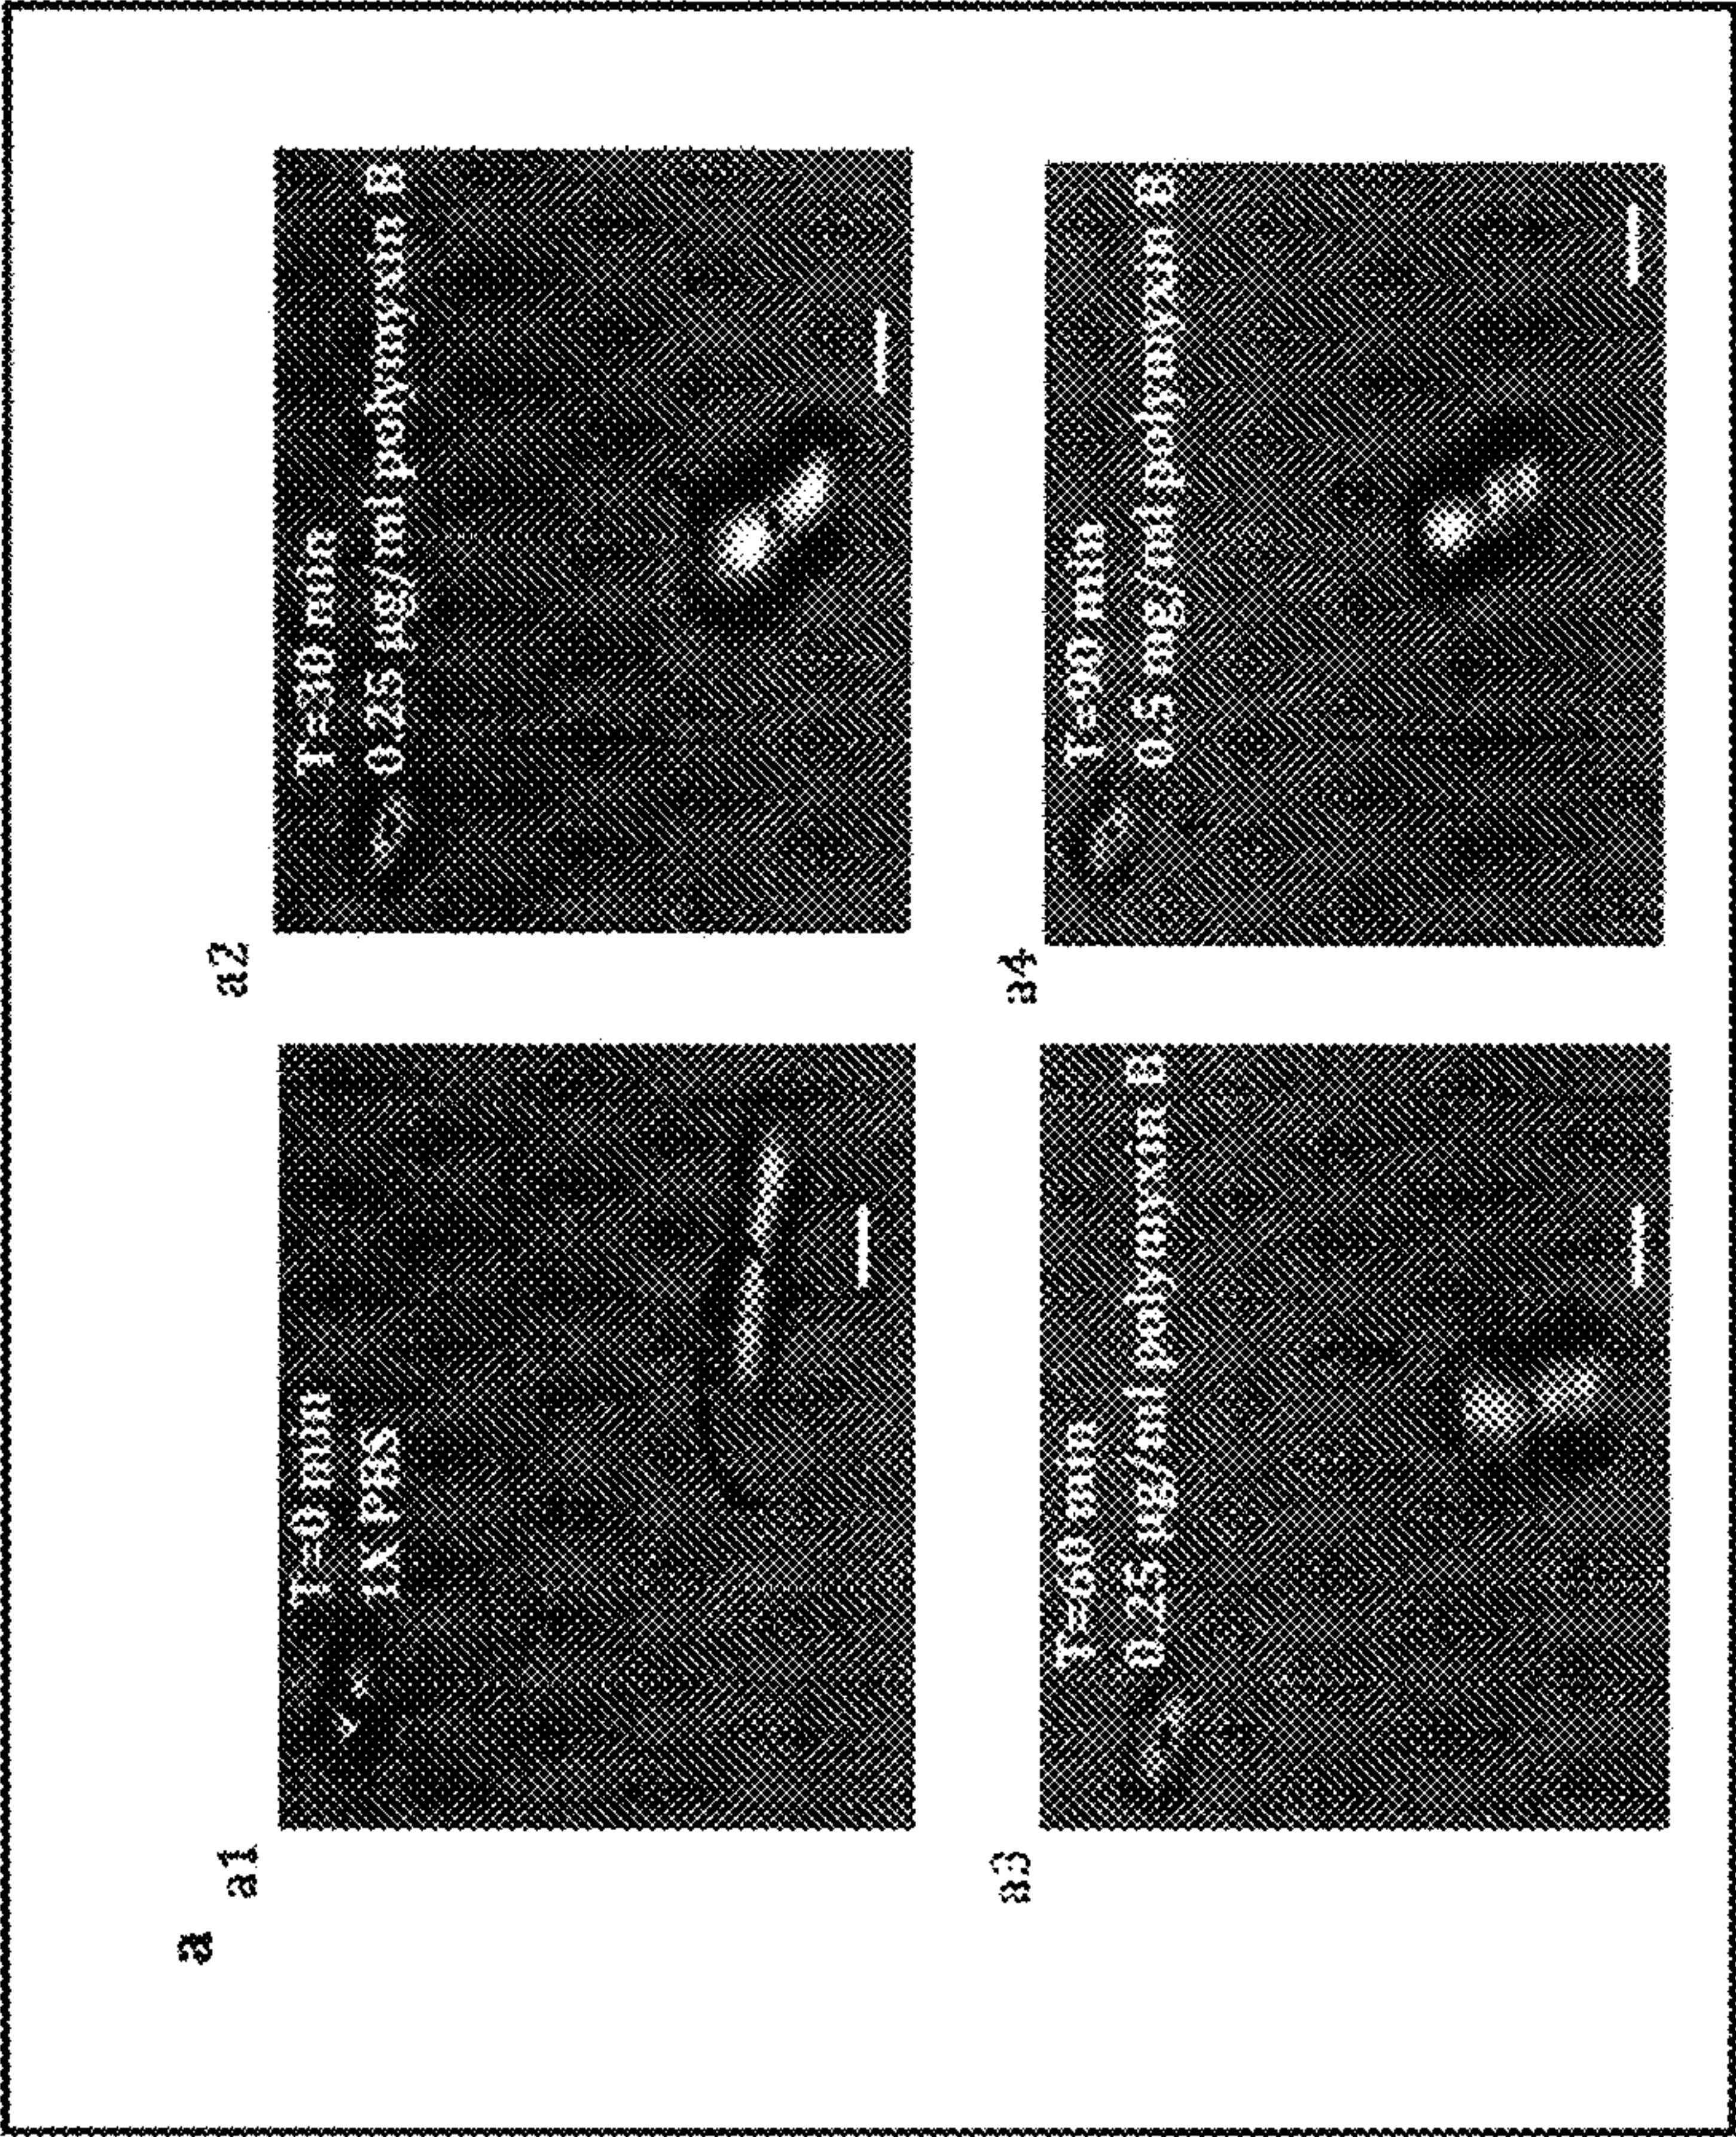 a
a1
T=0 min
1X PBS
a2
T=30 min
0.25 µg/ml polymyxin B
a3
T=60 min
0.25 µg/ml polymyxin B
a4
T=90 min
0.5 mg/ml polymyxin B